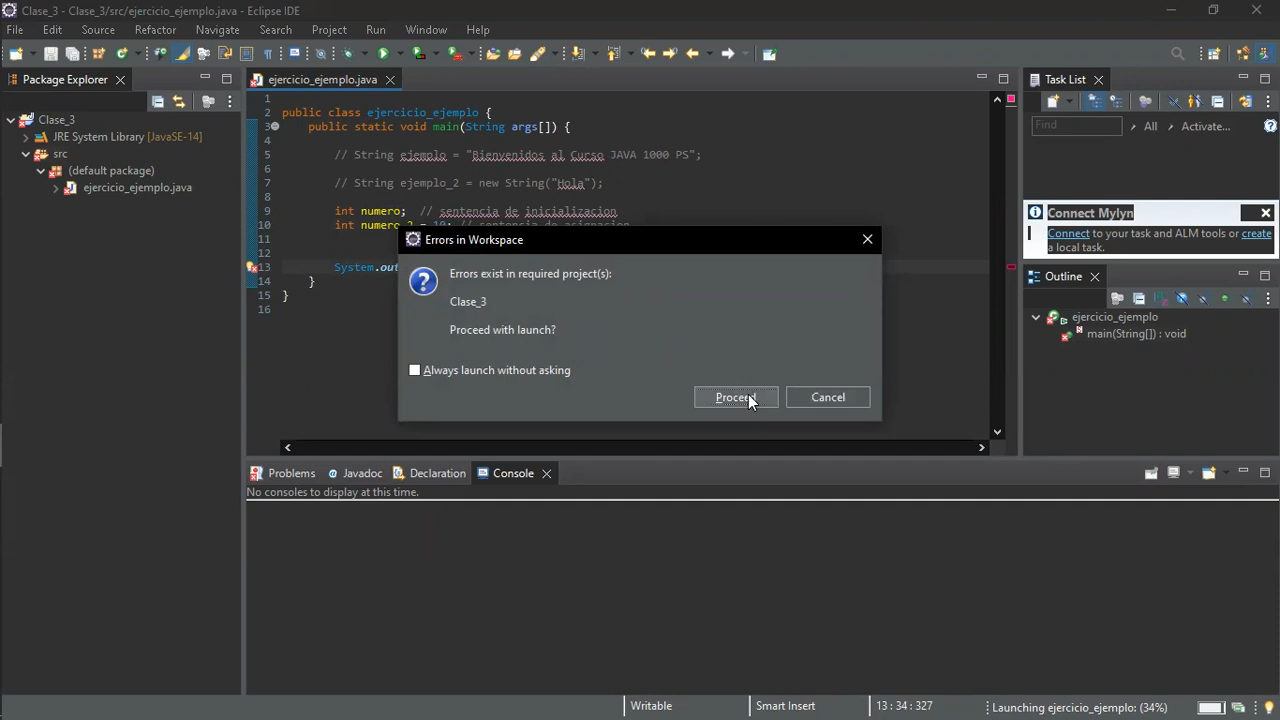 Clase_3 - Clase_3/src/ejercicio_ejemplo.java - Eclipse IDE
File Edit Source Refactor Navigate Search Project Run Window Help
Package Explorer
Clase_3
JRE System Library [JavaSE-14]
src
(default package)
ejercicio_ejemplo.java
ejercicio_ejemplo.java
1
2 public class ejercicio_ejemplo {
3 public static void main(String args[]) {
4
5 // String ejemplo = "Bienvenidos al Curso JAVA 1000 PS";
6
7 // String ejemplo_2 = new String("Hola");
8
9 int numero; // sentencia de inicializacion
10 int numero_2 = 10; // sentencia de asignacion
11
12
13 System.out
14 }
15 }
16
Errors in Workspace
Errors exist in required project(s):
Clase_3
Proceed with launch?
Always launch without asking
Proceed Cancel
Task List
Find All Activate...
Connect Mylyn
Connect to your task and ALM tools or create
a local task.
Outline
ejercicio_ejemplo
main(String[]) : void
Problems Javadoc Declaration Console
No consoles to display at this time.
Writable Smart Insert 13 : 34 : 327 Launching ejercicio_ejemplo: (34%)